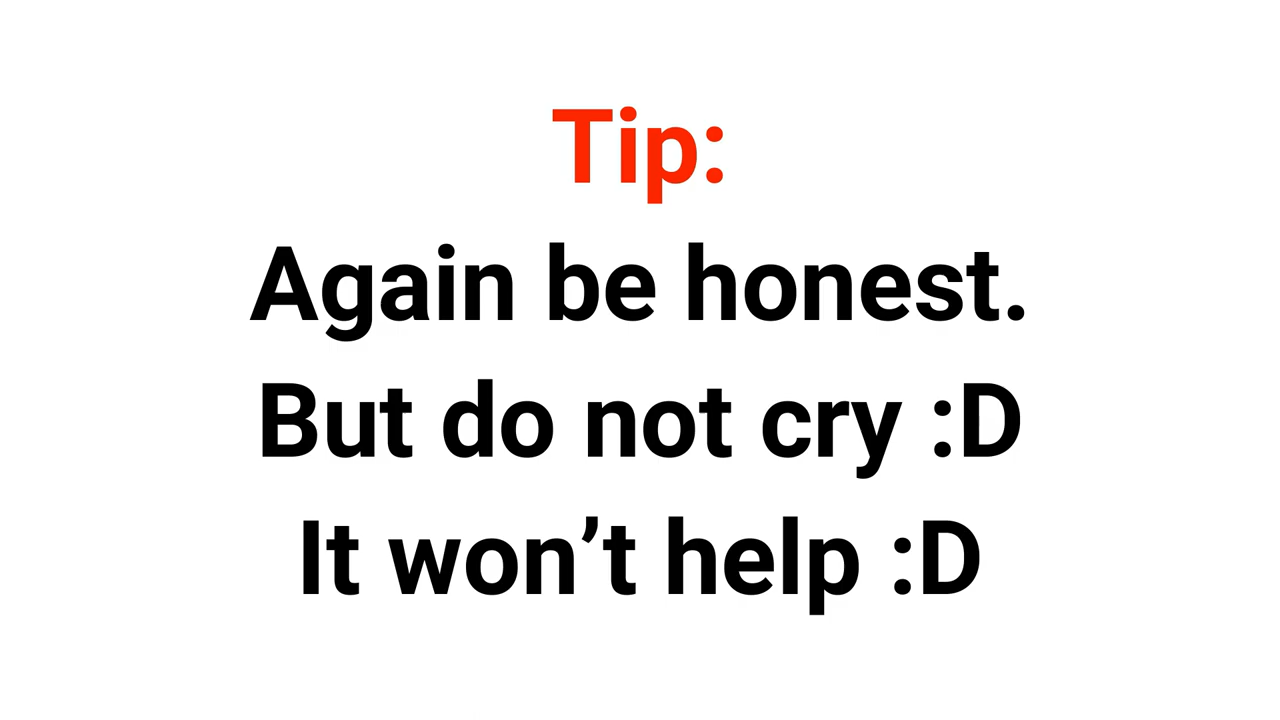 Tip:
Again be honest.
But do not cry :D
It won’t help :D